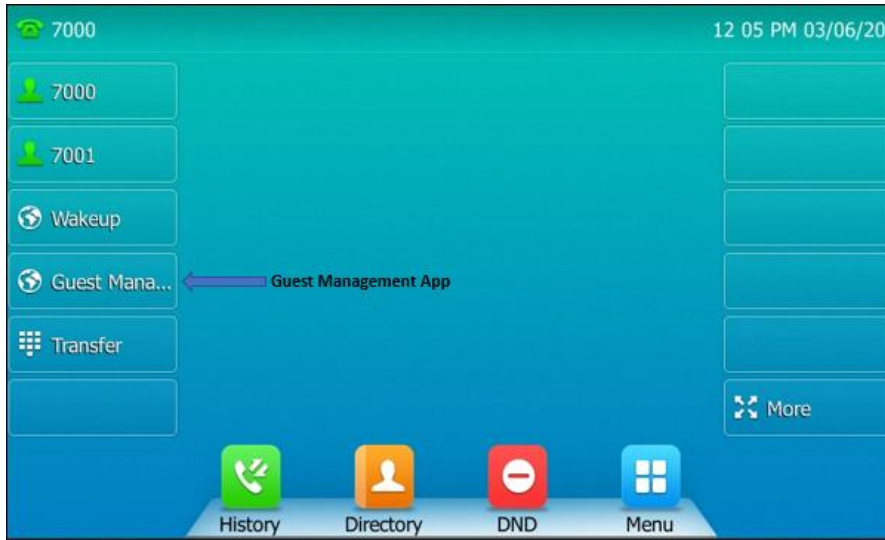 7000
12 05 PM 03/06/20
7000
7001
Wakeup
Guest Mana...
Guest Management App
Transfer
More
History
Directory
DND
Menu